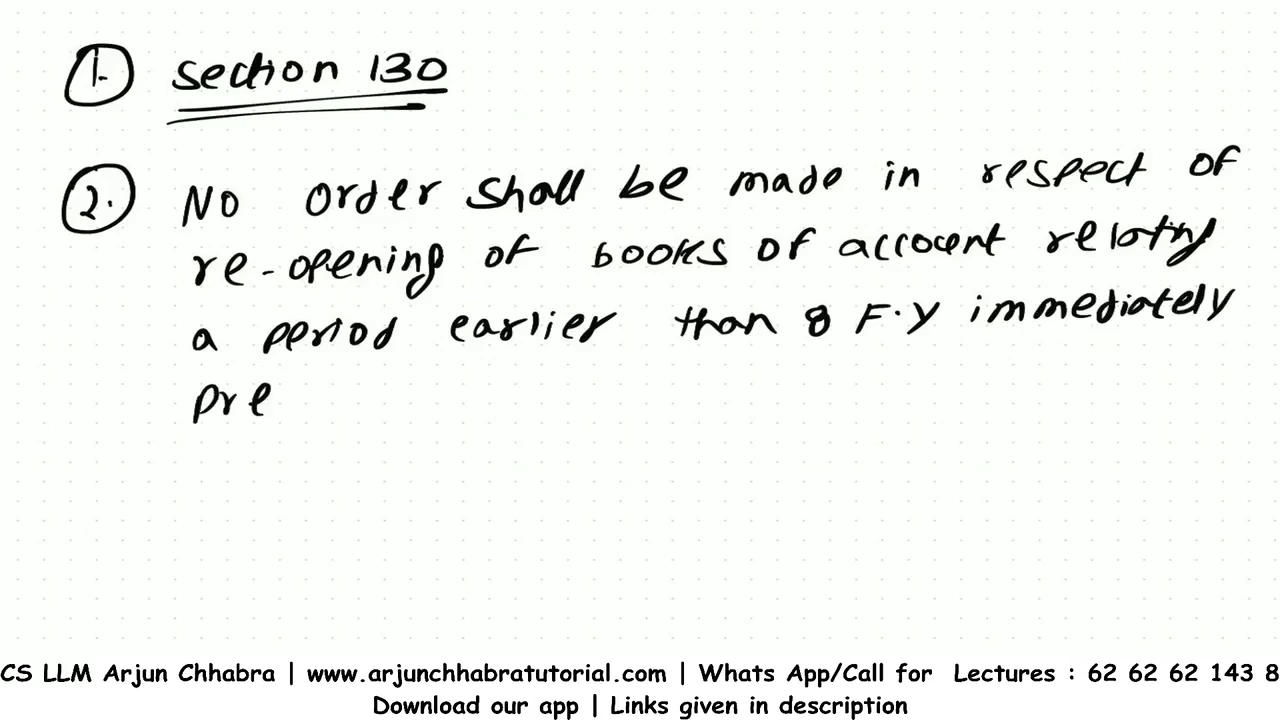 1. Section 130
2. No order shall be made in respect of
re-opening of books of account relating
a period earlier than 8 F.Y immediately
pre
CS LLM Arjun Chhabra | www.arjunchhabratutorial.com | Whats App/Call for Lectures : 62 62 62 143 8
Download our app | Links given in description